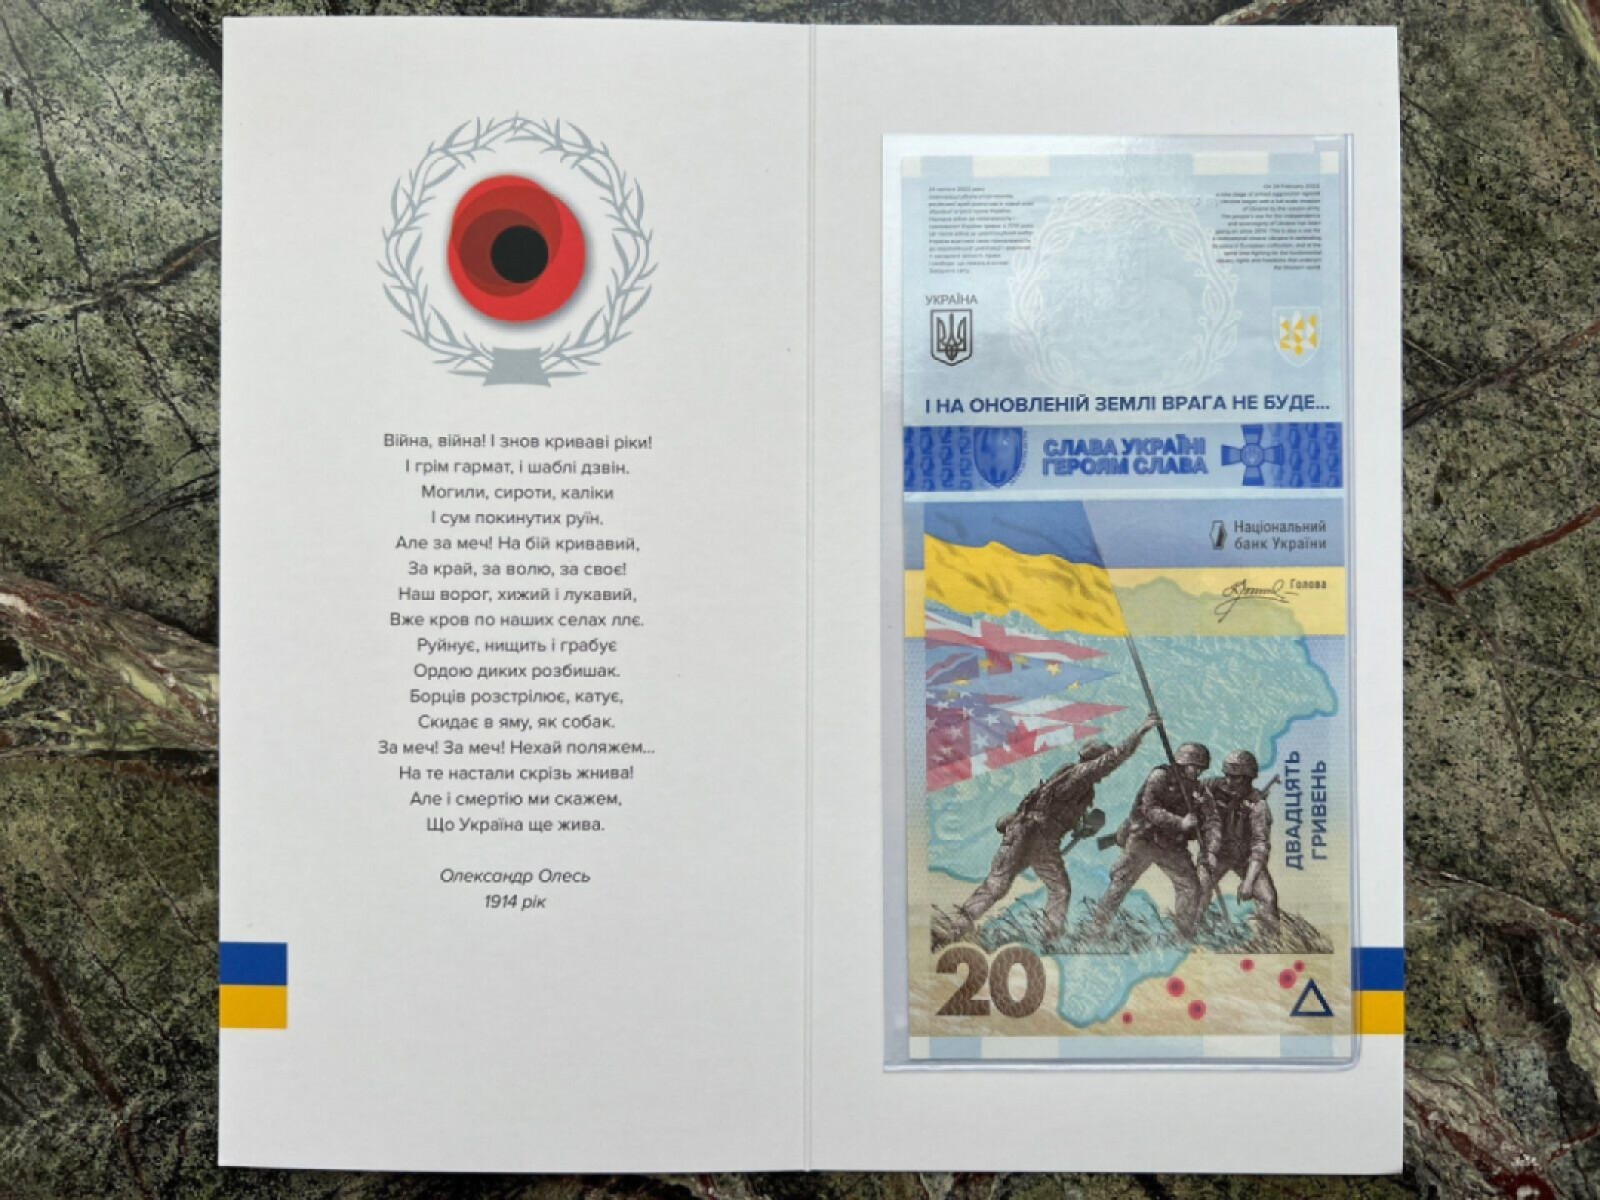 Війна, війна! І знов криваві ріки!
І грім гармат, і шаблі дзвін.
Могили, сироти, каліки
І сум покинутих руїн.
Але за меч! На бій кривавий,
За край, за волю, за своє!
Наш ворог, хижий і лукавий,
Вже кров по наших селах ллє.
Руйнує, нищить і грабує
Ордою диких розбишак.
Борців розстрілює, катує,
Скидає в яму, як собак.
За меч! За меч! Нехай поляжем...
На те настали скрізь жнива!
Але і смертію ми скажем,
Що Україна ще жива.
Олександр Олесь
1914 рік
УКРАЇНА
І НА ОНОВЛЕНІЙ ЗЕМЛІ ВРАГА НЕ БУДЕ...
СЛАВА УКРАЇНІ
ГЕРОЯМ СЛАВА
Національний
банк України
Голова
ДВАДЦЯТЬ
ГРИВЕНЬ
20